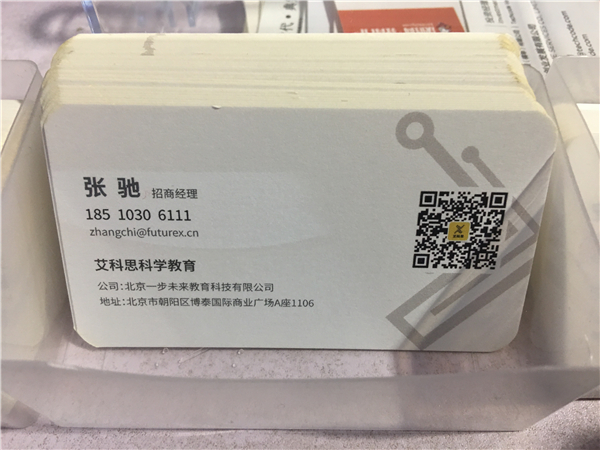 张 驰 招商经理
185 1030 6111
zhangchi@futurex.cn
艾科思科学教育
公司:北京一步未来教育科技有限公司
地址:北京市朝阳区博泰国际商业广场A座1106